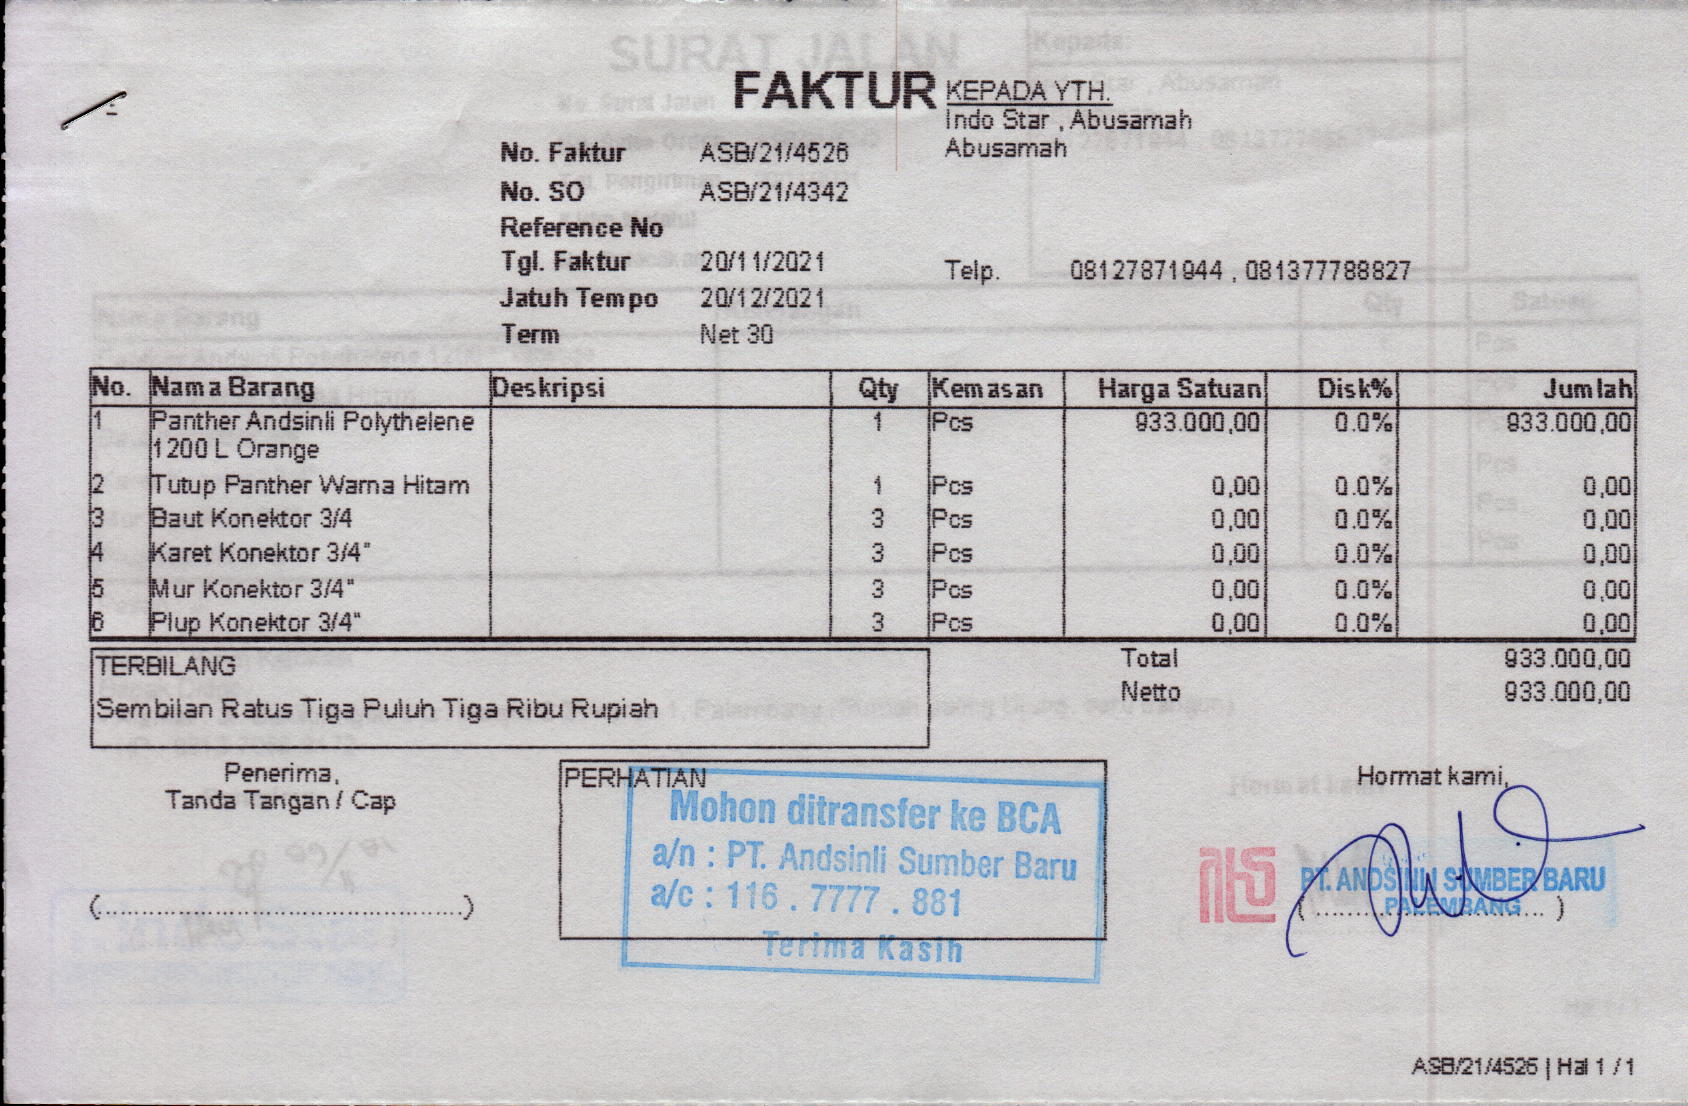 FAKTUR
No. Faktur ASB/21/4526
No. SO ASB/21/4342
Reference No
Tgl. Faktur 20/11/2021
Jatuh Tempo 20/12/2021
Term Net 30
KEPADA YTH.
Indo Star , Abusamah
Abusamah
Telp. 08127871944 , 081377788827
No. Nama Barang Deskripsi Qty Kemasan Harga Satuan Disk% Jumlah
1 Panther Andsinli Polythelene 1 Pcs 933.000,00 0.0% 933.000,00
1200 L Orange
2 Tutup Panther Warna Hitam 1 Pcs 0,00 0.0% 0,00
3 Baut Konektor 3/4 3 Pcs 0,00 0.0% 0,00
4 Karet Konektor 3/4" 3 Pcs 0,00 0.0% 0,00
5 Mur Konektor 3/4" 3 Pcs 0,00 0.0% 0,00
6 Plup Konektor 3/4" 3 Pcs 0,00 0.0% 0,00
TERBILANG
Sembilan Ratus Tiga Puluh Tiga Ribu Rupiah
Total 933.000,00
Netto 933.000,00
Penerima,
Tanda Tangan / Cap
(........................................)
PERHATIAN
Mohon ditransfer ke BCA
a/n : PT. Andsinli Sumber Baru
a/c : 116 . 7777 . 881
Terima Kasih
Hormat kami,
PT. ANDSINLI SUMBER BARU
PALEMBANG
(.........................)
ASB/21/4526 | Hal 1 / 1
SURAT JALAN
Kepada: